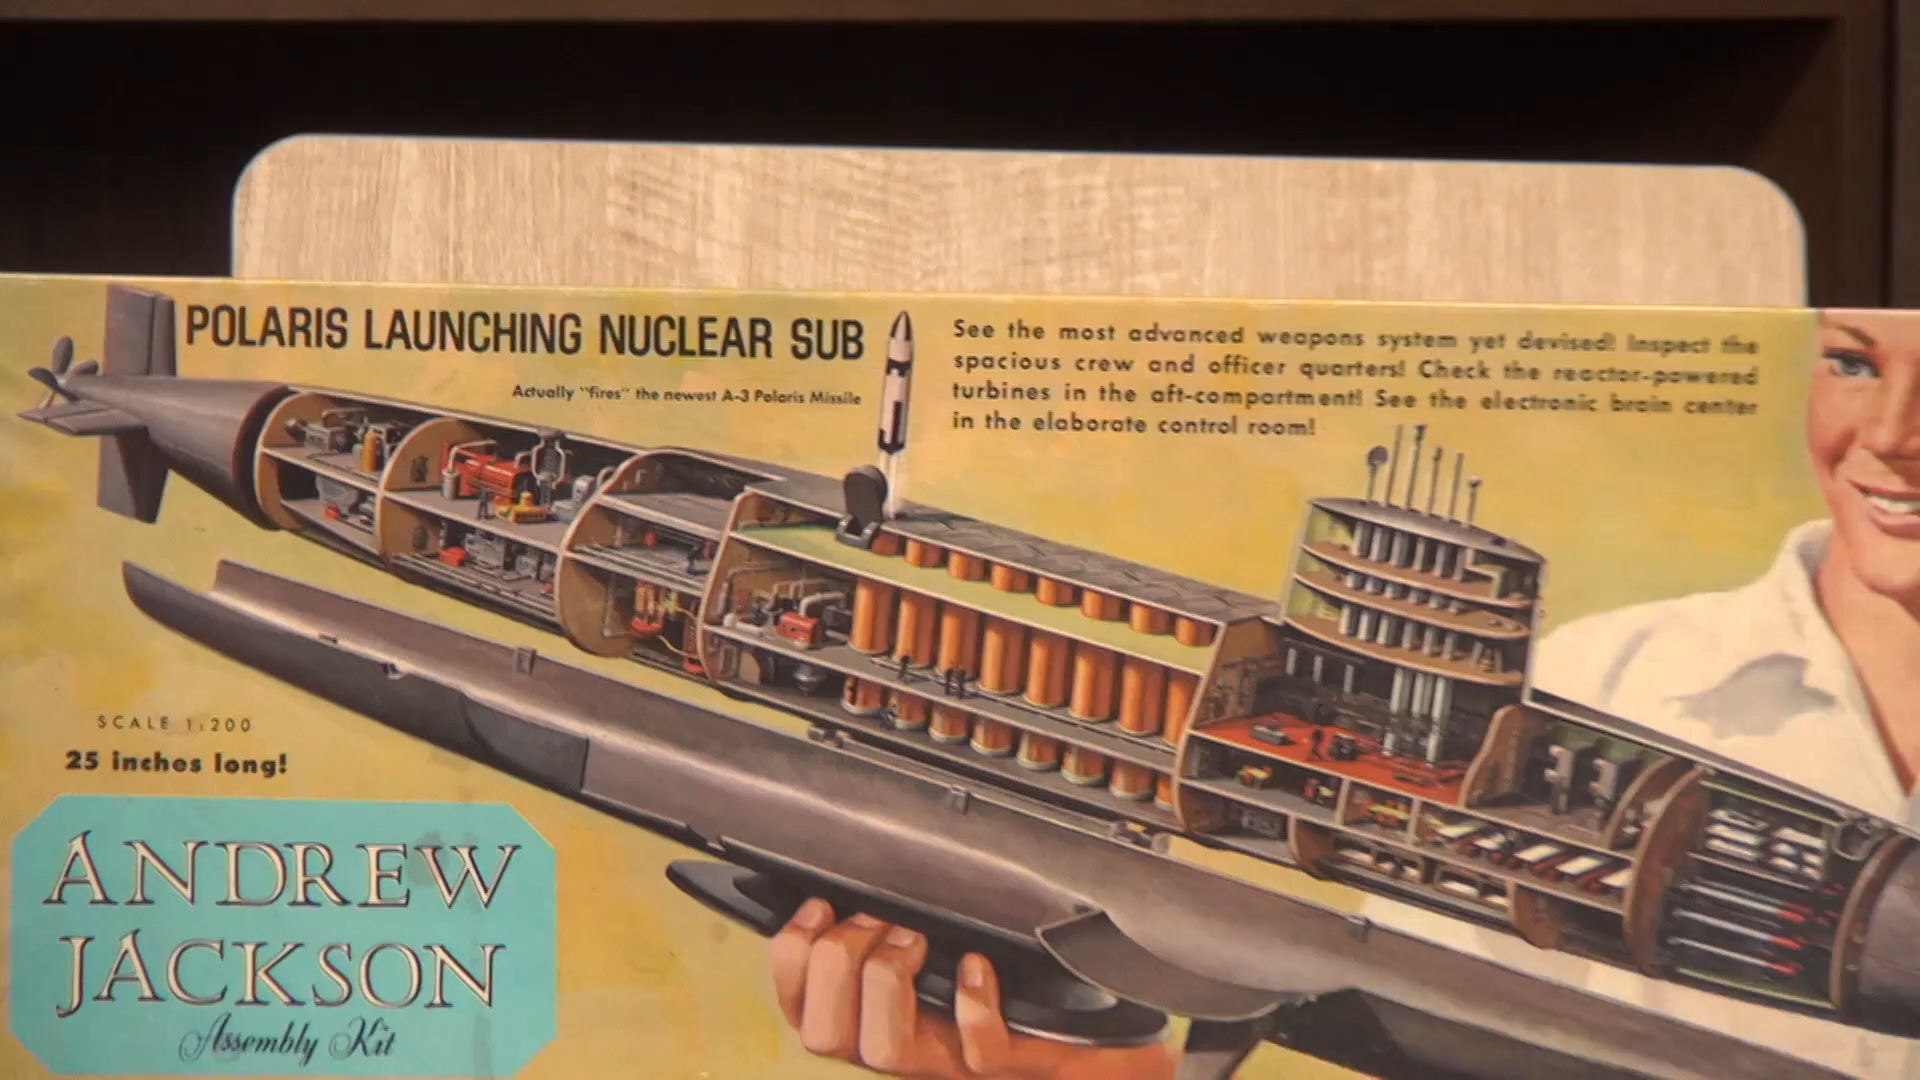 POLARIS LAUNCHING NUCLEAR SUB
Actually "fires" the newest A-3 Polaris Missile
See the most advanced weapons system yet devised! Inspect the
spacious crew and officer quarters! Check the reactor-powered
turbines in the aft-compartment! See the electronic brain center
in the elaborate control room!
SCALE 1:200
25 inches long!
ANDREW
JACKSON
Assembly Kit